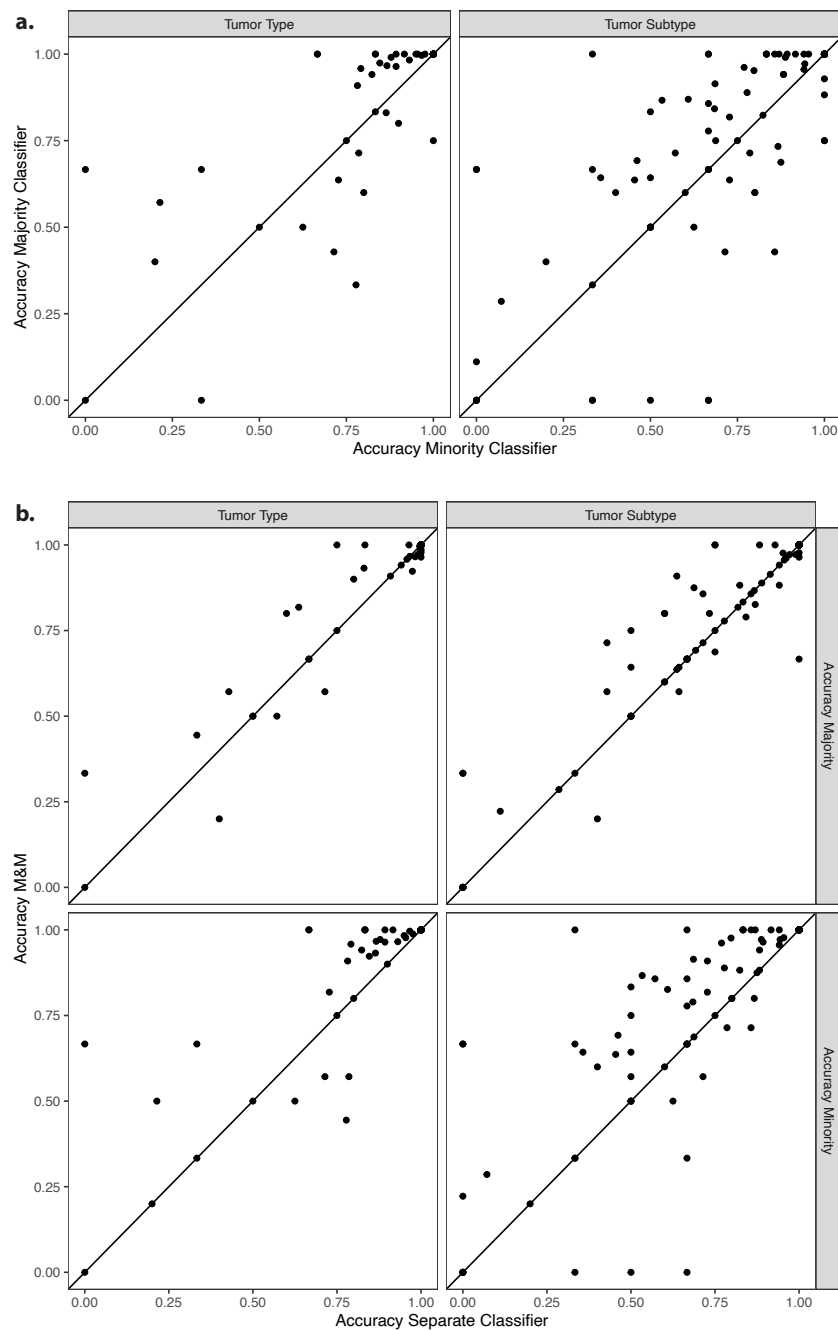 a.
Tumor Type
Tumor Subtype
1.00
0.75
0.50
0.25
0.00
Accuracy Majority Classifier
0.00 0.25 0.50 0.75 1.00
0.00 0.25 0.50 0.75 1.00
Accuracy Minority Classifier
b.
Tumor Type
Tumor Subtype
1.00
0.75
0.50
0.25
0.00
Accuracy Majority
Accuracy M&M
1.00
0.75
0.50
0.25
0.00
Accuracy Minority
0.00 0.25 0.50 0.75 1.00
0.00 0.25 0.50 0.75 1.00
Accuracy Separate Classifier